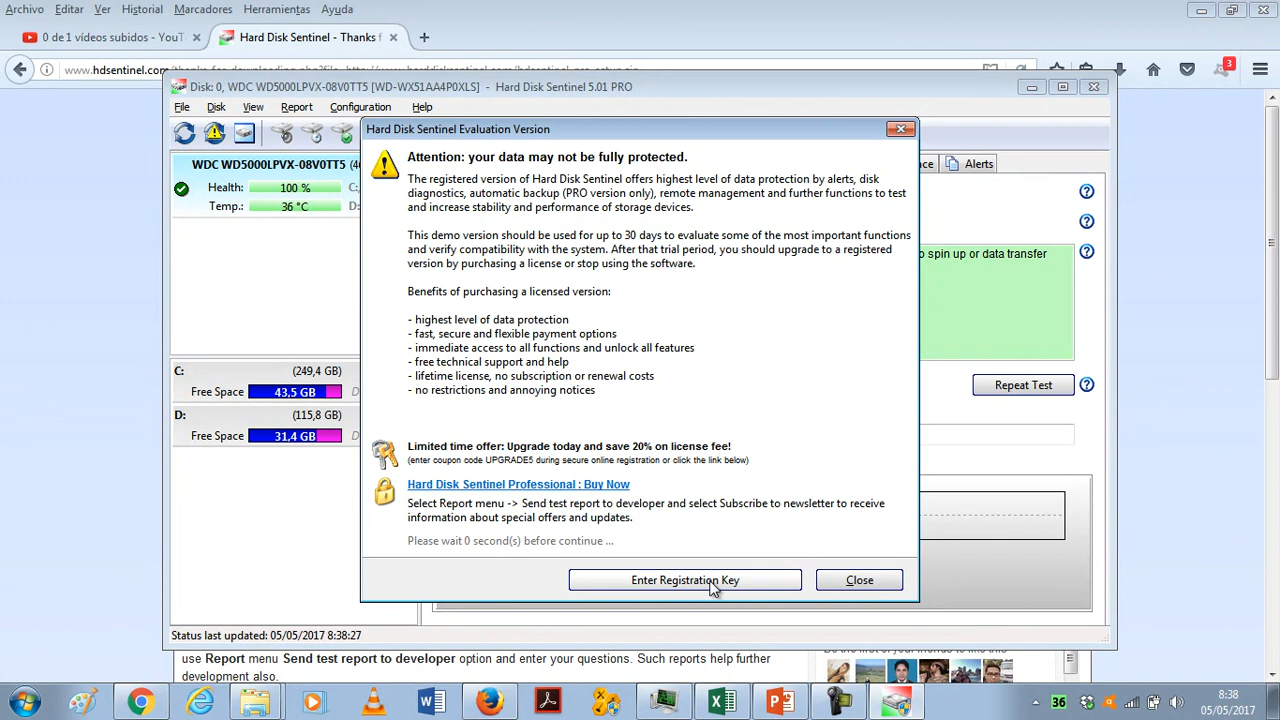 Archivo Editar Ver Historial Marcadores Herramientas Ayuda
0 de 1 vídeos subidos - YouT
Hard Disk Sentinel - Thanks f
www.hdsentinel.com
3
Disk: 0, WDC WD5000LPVX-08V0TT5 [WD-WX51AA4P0XLS] - Hard Disk Sentinel 5.01 PRO
File Disk View Report Configuration Help
WDC WD5000LPVX-08V0TT5 (46
Health: 100 % C:,
Temp.: 36 °C D:
C: (249,4 GB)
Free Space 43,5 GB D
D: (115,8 GB)
Free Space 31,4 GB D
Alerts
o spin up or data transfer
Repeat Test
Hard Disk Sentinel Evaluation Version
Attention: your data may not be fully protected.
The registered version of Hard Disk Sentinel offers highest level of data protection by alerts, disk
diagnostics, automatic backup (PRO version only), remote management and further functions to test
and increase stability and performance of storage devices.
This demo version should be used for up to 30 days to evaluate some of the most important functions
and verify compatibility with the system. After that trial period, you should upgrade to a registered
version by purchasing a license or stop using the software.
Benefits of purchasing a licensed version:
- highest level of data protection
- fast, secure and flexible payment options
- immediate access to all functions and unlock all features
- free technical support and help
- lifetime license, no subscription or renewal costs
- no restrictions and annoying notices
Limited time offer: Upgrade today and save 20% on license fee!
(enter coupon code UPGRADE5 during secure online registration or click the link below)
Hard Disk Sentinel Professional : Buy Now
Select Report menu -> Send test report to developer and select Subscribe to newsletter to receive
information about special offers and updates.
Please wait 0 second(s) before continue ...
Enter Registration Key Close
Status last updated: 05/05/2017 8:38:27
use Report menu Send test report to developer option and enter your questions. Such reports help further
development also.
36
8:38
05/05/2017